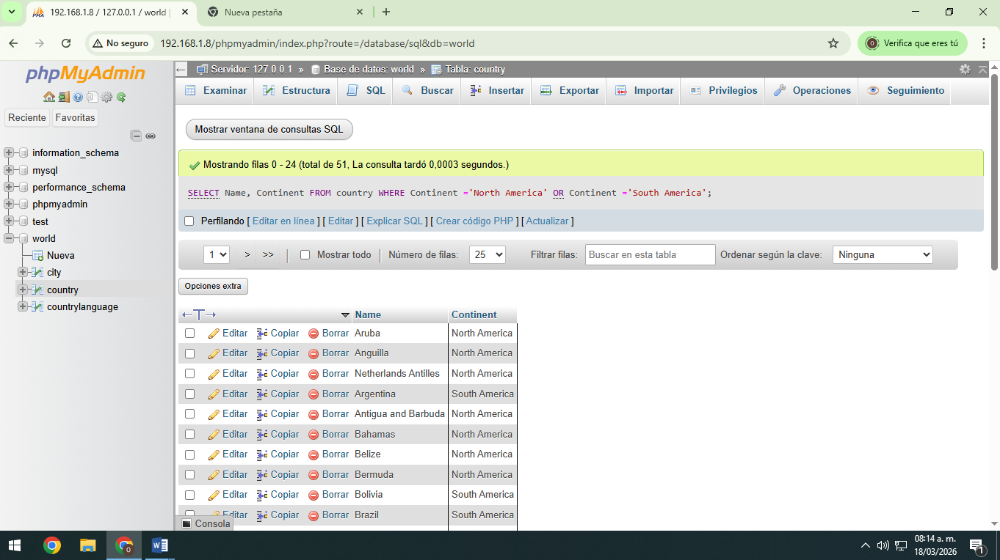 192.168.1.8 / 127.0.0.1 / world |
Nueva pestaña
No seguro
192.168.1.8/phpmyadmin/index.php?route=/database/sql&db=world
Verifica que eres tú
phpMyAdmin
Reciente
Favoritas
information_schema
mysql
performance_schema
phpmyadmin
test
world
Nueva
city
country
countrylanguage
Servidor: 127.0.0.1 » Base de datos: world » Tabla: country
Examinar Estructura SQL Buscar Insertar Exportar Importar Privilegios Operaciones Seguimiento
Mostrar ventana de consultas SQL
Mostrando filas 0 - 24 (total de 51, La consulta tardó 0,0003 segundos.)
SELECT Name, Continent FROM country WHERE Continent ='North America' OR Continent ='South America';
Perfilando [ Editar en línea ] [ Editar ] [ Explicar SQL ] [ Crear código PHP ] [ Actualizar ]
1 > >> | Mostrar todo | Número de filas: 25 Filtrar filas: Buscar en esta tabla Ordenar según la clave: Ninguna
Opciones extra
←T→ Name Continent
Editar Copiar Borrar Aruba North America
Editar Copiar Borrar Anguilla North America
Editar Copiar Borrar Netherlands Antilles North America
Editar Copiar Borrar Argentina South America
Editar Copiar Borrar Antigua and Barbuda North America
Editar Copiar Borrar Bahamas North America
Editar Copiar Borrar Belize North America
Editar Copiar Borrar Bermuda North America
Editar Copiar Borrar Bolivia South America
Editar Copiar Borrar Brazil South America
Consola
08:14 a. m.
18/03/2026
1